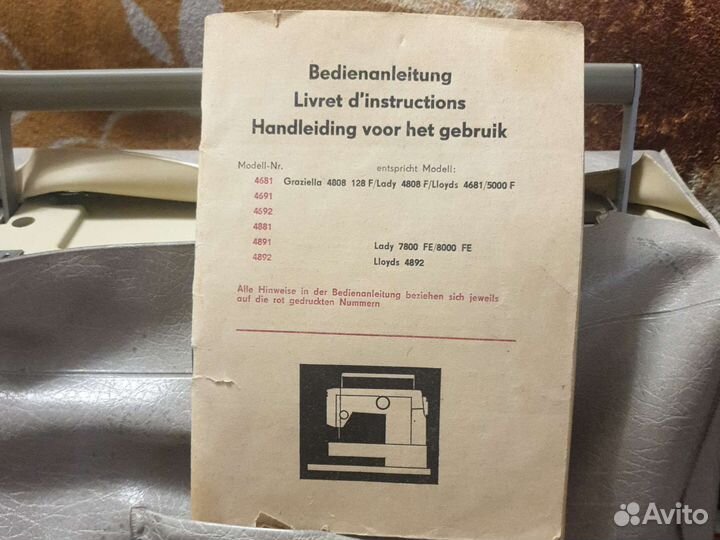 Bedienanleitung
Livret d'instructions
Handleiding voor het gebruik
Modell-Nr. entspricht Modell:
4681 Graziella 4808 128 F/Lady 4808 F/Lloyds 4681/5000 F
4691
4692
4881
4891 Lady 7800 FE/8000 FE
4892 Lloyds 4892
Alle Hinweise in der Bedienanleitung beziehen sich jeweils
auf die rot gedruckten Nummern
Avito